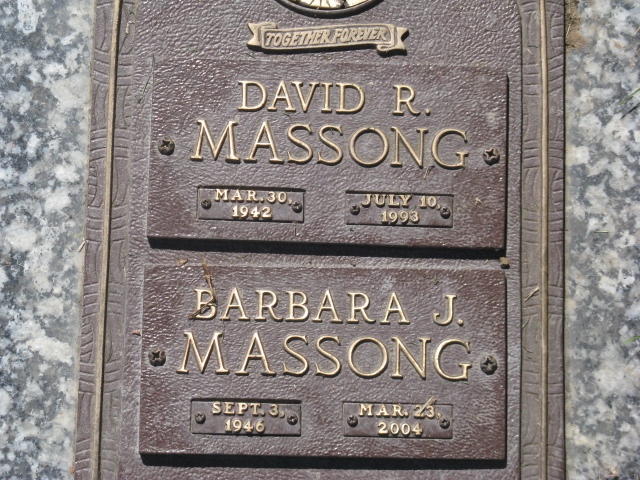 TOGETHER FOREVER
DAVID R.
MASSONG
MAR. 30, 1942
JULY 10, 1993
BARBARA J.
MASSONG
SEPT. 3, 1946
MAR. 23, 2004